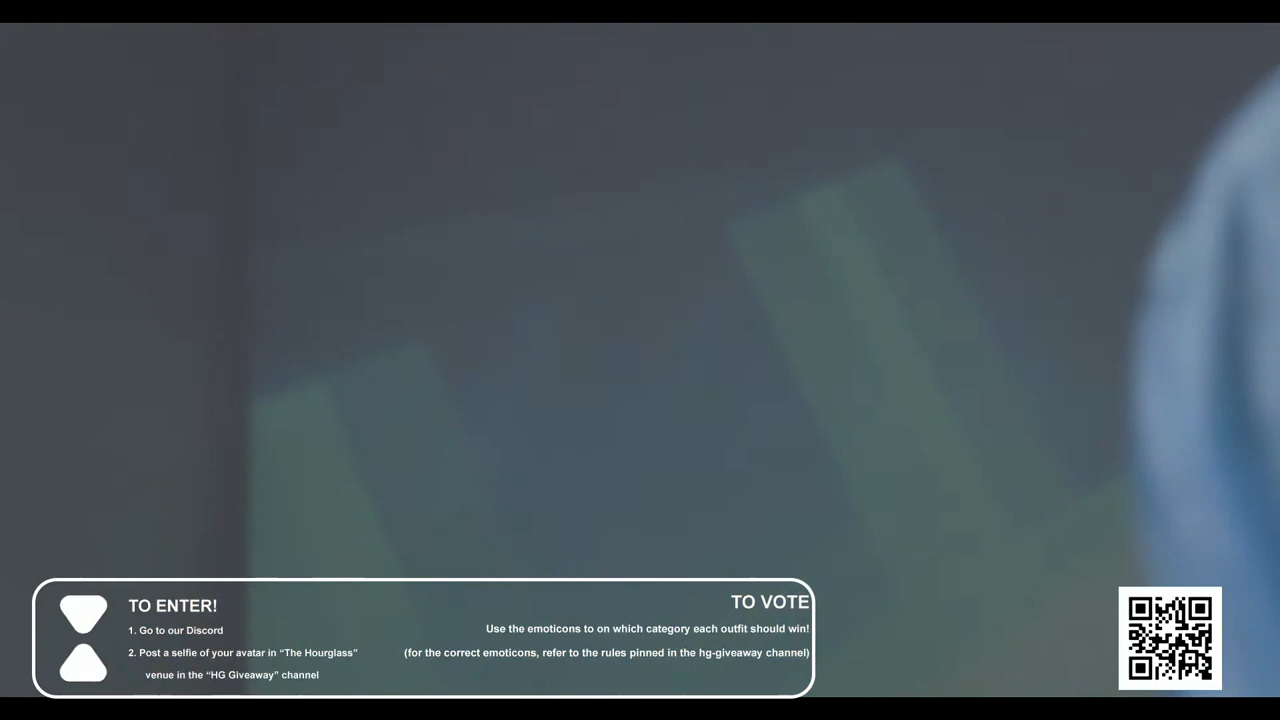 TO ENTER!
1. Go to our Discord
2. Post a selfie of your avatar in “The Hourglass”
venue in the “HG Giveaway” channel
TO VOTE
Use the emoticons to on which category each outfit should win!
(for the correct emoticons, refer to the rules pinned in the hg-giveaway channel)